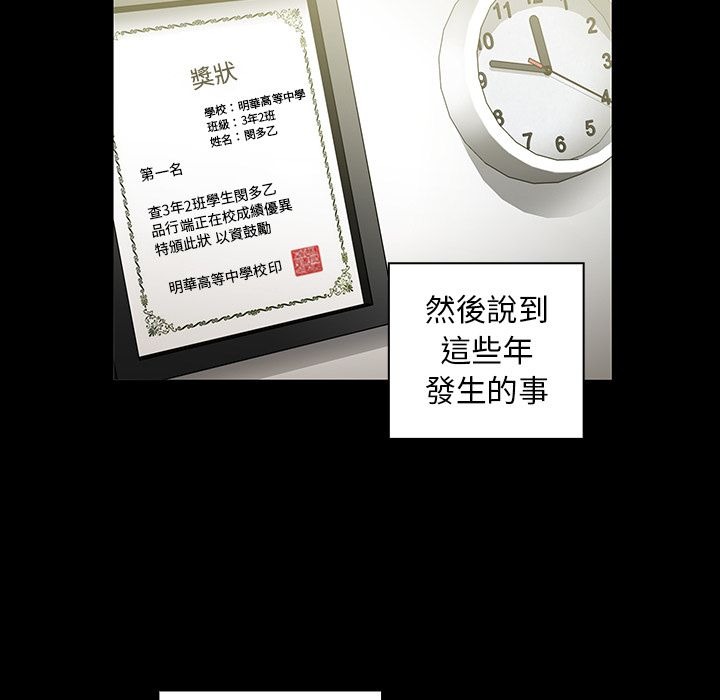 獎狀
學校：明華高等中學
班級：3年2班
姓名：閔多乙
第一名
查3年2班學生閔多乙
品行端正在校成績優異
特頒此狀 以資鼓勵
明華高等中學校印
10
11
12
1
2
3
4
5
6
7
8
9
然後說到
這些年
發生的事